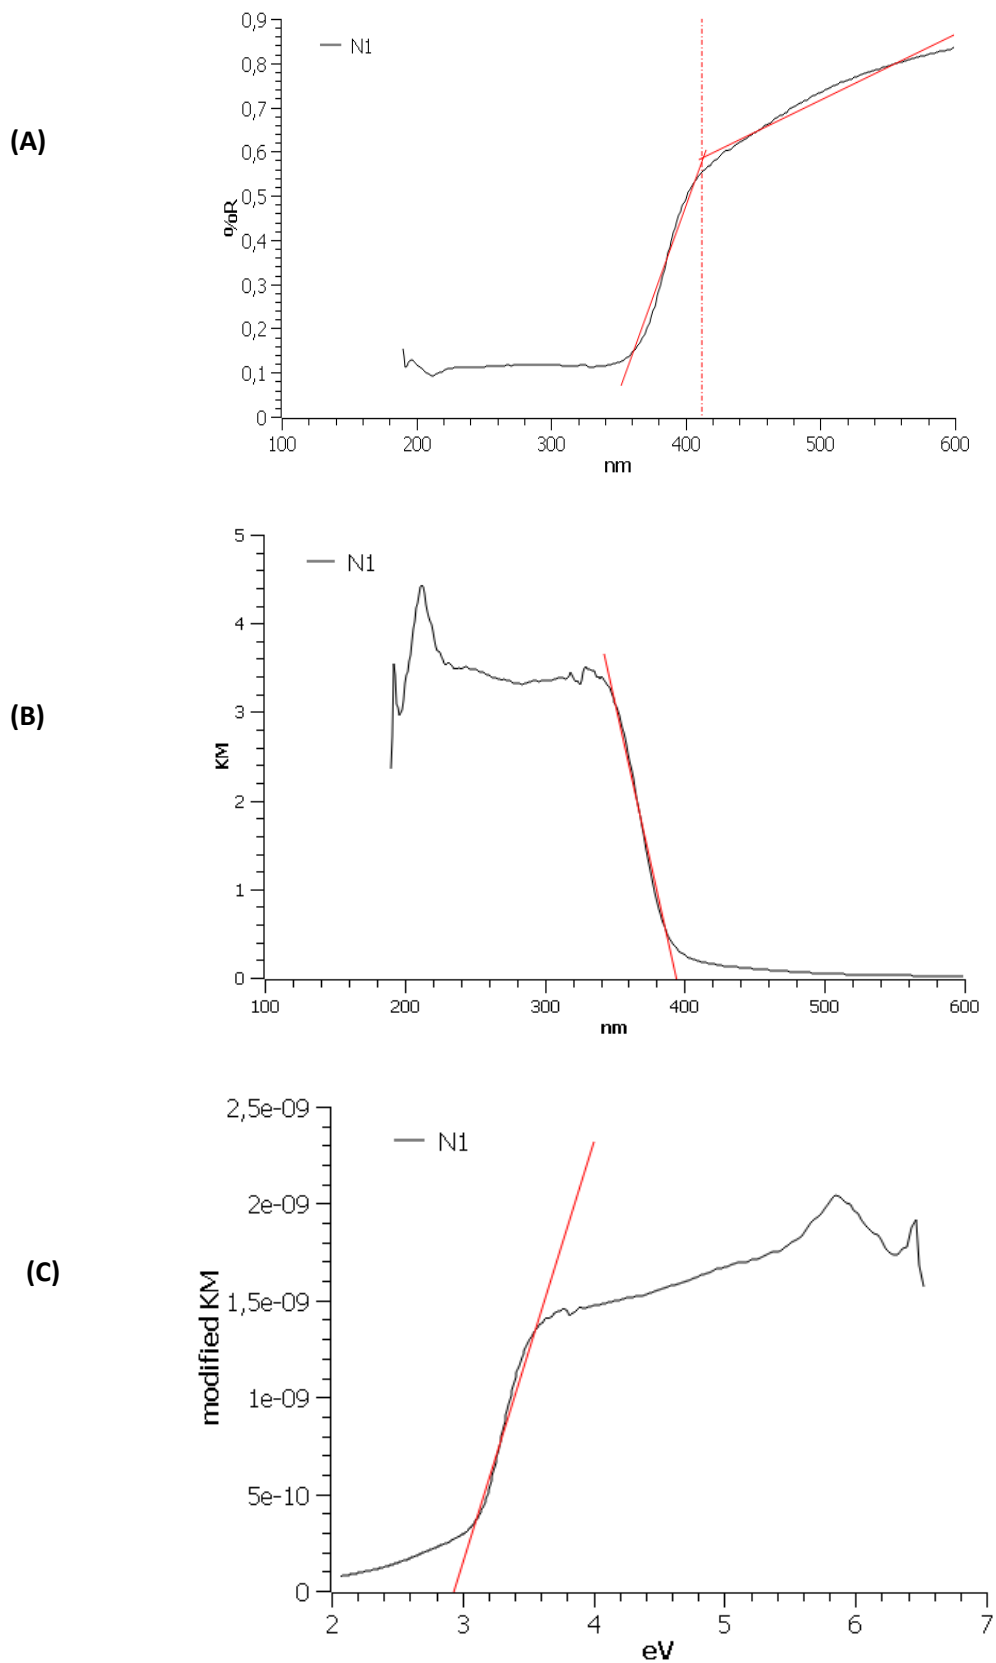 (A)
N1
%R
0,9
0,8
0,7
0,6
0,5
0,4
0,3
0,2
0,1
0
100 200 300 400 500 600
nm
(B)
N1
KM
5
4
3
2
1
0
100 200 300 400 500 600
nm
(C)
N1
modified KM
2,5e-09
2e-09
1,5e-09
1e-09
5e-10
0
2 3 4 5 6 7
eV